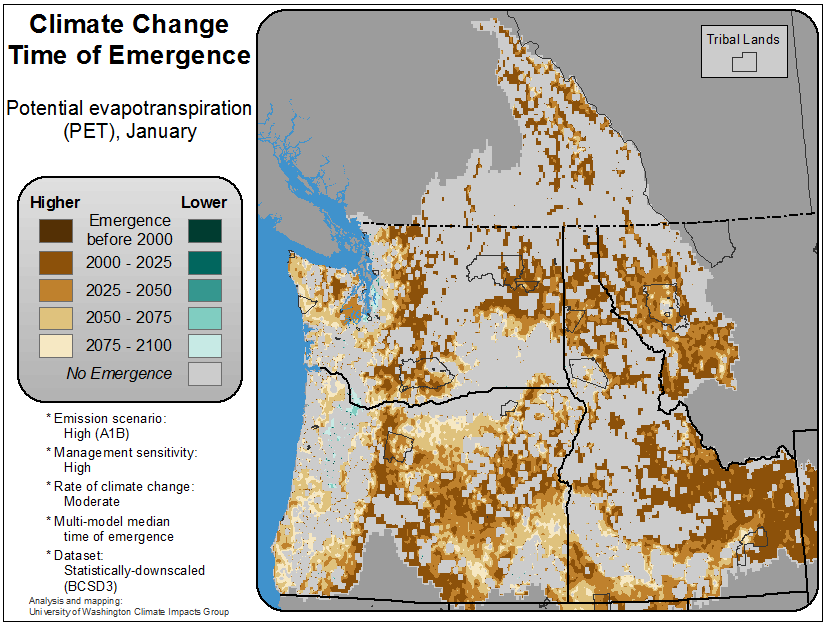 Climate Change
Time of Emergence
Potential evapotranspiration
(PET), January
Higher
Lower
Emergence
before 2000
2000 - 2025
2025 - 2050
2050 - 2075
2075 - 2100
No Emergence
* Emission scenario:
High (A1B)
* Management sensitivity:
High
* Rate of climate change:
Moderate
* Multi-model median
time of emergence
* Dataset:
Statistically-downscaled
(BCSD3)
Analysis and mapping:
University of Washington Climate Impacts Group
Tribal Lands